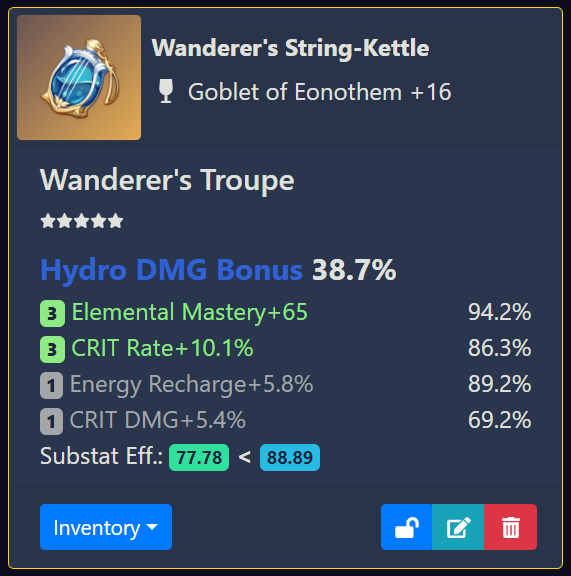 Wanderer's String-Kettle
Goblet of Eonothem +16
Wanderer's Troupe
Hydro DMG Bonus 38.7%
3 Elemental Mastery+65 94.2%
3 CRIT Rate+10.1% 86.3%
1 Energy Recharge+5.8% 89.2%
1 CRIT DMG+5.4% 69.2%
Substat Eff.: 77.78 < 88.89
Inventory